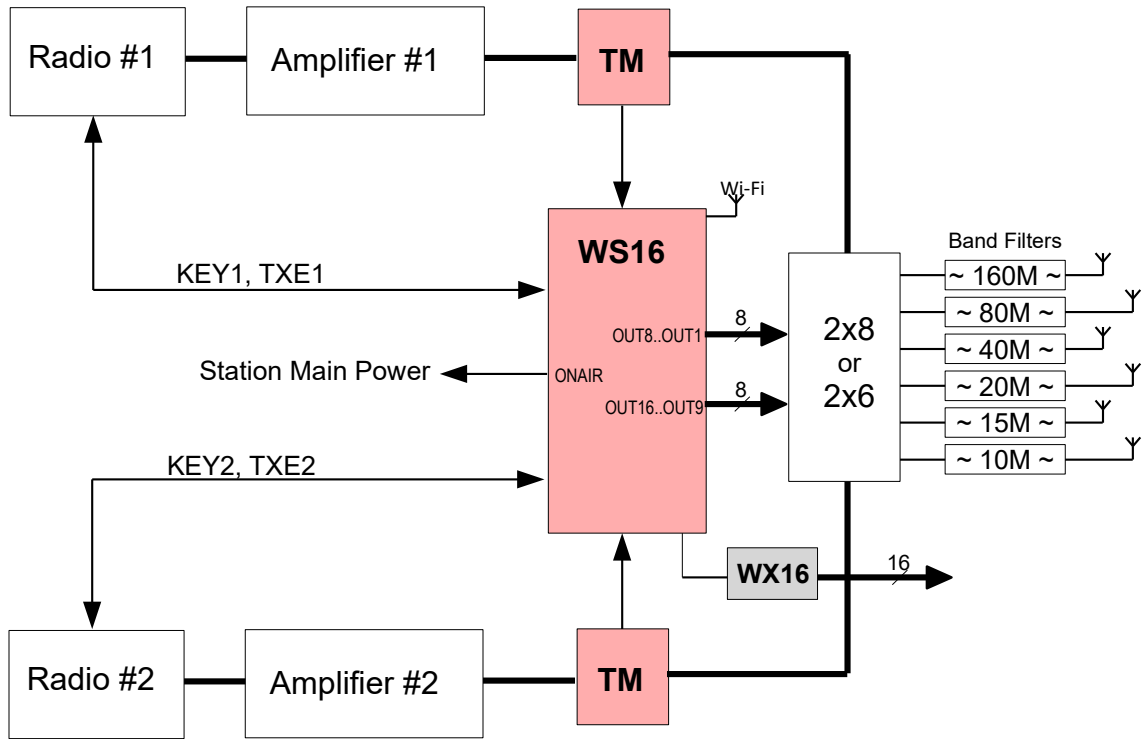 Radio #1
Amplifier #1
TM
Wi-Fi
WS16
KEY1, TXE1
Band Filters
~ 160M ~
~ 80M ~
~ 40M ~
~ 20M ~
~ 15M ~
~ 10M ~
8
OUT8..OUT1
2x8
or
2x6
Station Main Power
ONAIR
8
OUT16..OUT9
KEY2, TXE2
WX16
16
Radio #2
Amplifier #2
TM